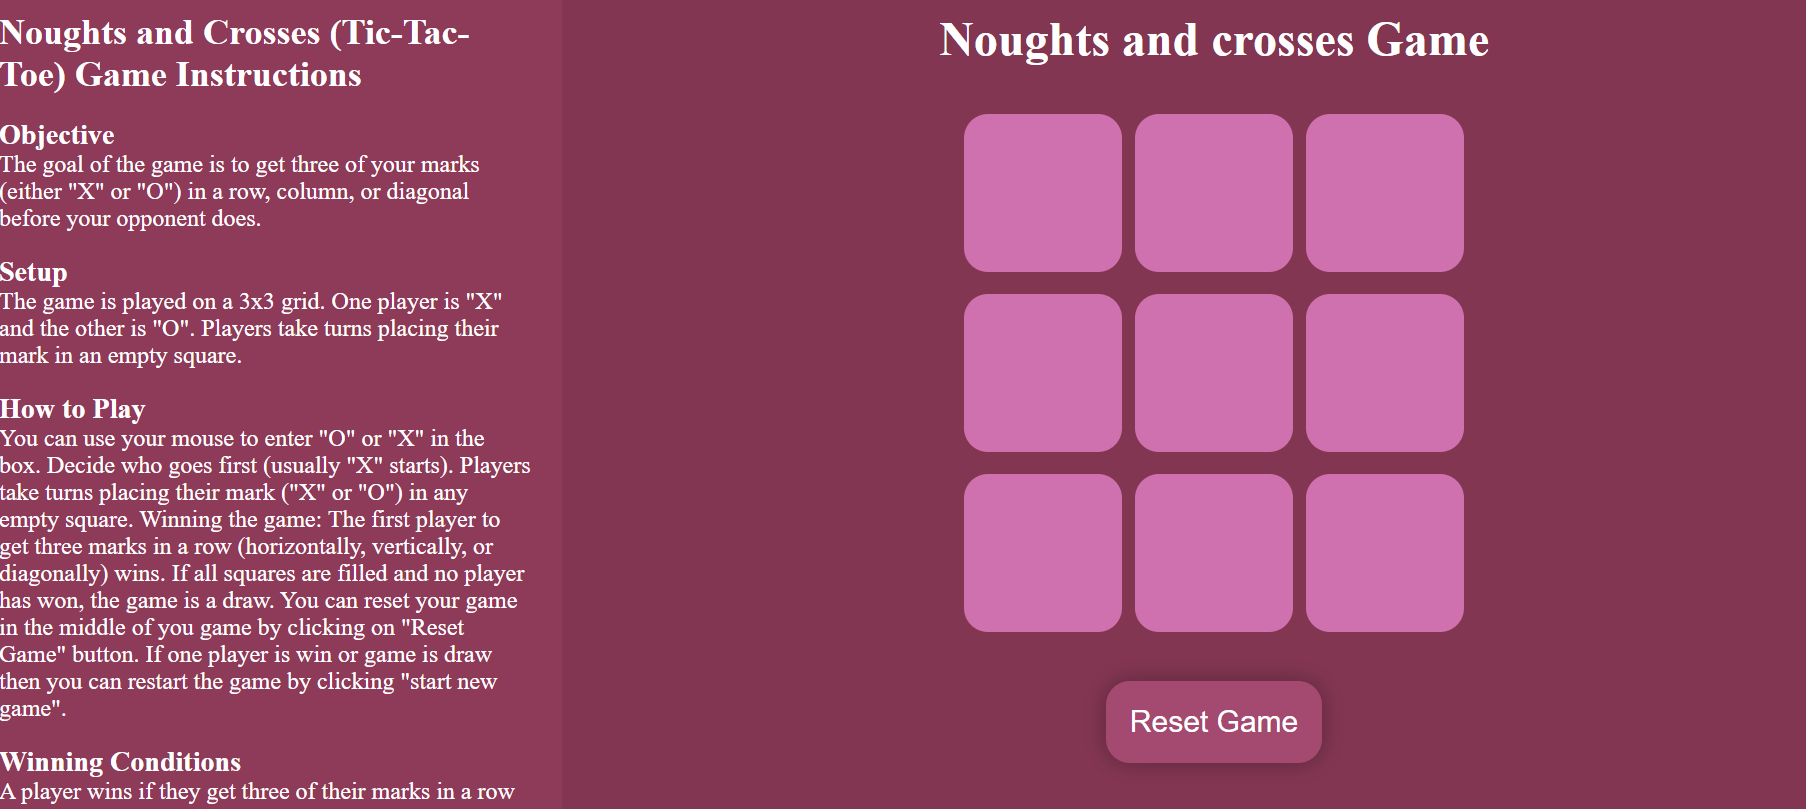 Noughts and Crosses (Tic-Tac-
Toe) Game Instructions
Objective
The goal of the game is to get three of your marks
(either "X" or "O") in a row, column, or diagonal
before your opponent does.
Setup
The game is played on a 3x3 grid. One player is "X"
and the other is "O". Players take turns placing their
mark in an empty square.
How to Play
You can use your mouse to enter "O" or "X" in the
box. Decide who goes first (usually "X" starts). Players
take turns placing their mark ("X" or "O") in any
empty square. Winning the game: The first player to
get three marks in a row (horizontally, vertically, or
diagonally) wins. If all squares are filled and no player
has won, the game is a draw. You can reset your game
in the middle of you game by clicking on "Reset
Game" button. If one player is win or game is draw
then you can restart the game by clicking "start new
game".
Winning Conditions
A player wins if they get three of their marks in a row
Noughts and crosses Game
Reset Game